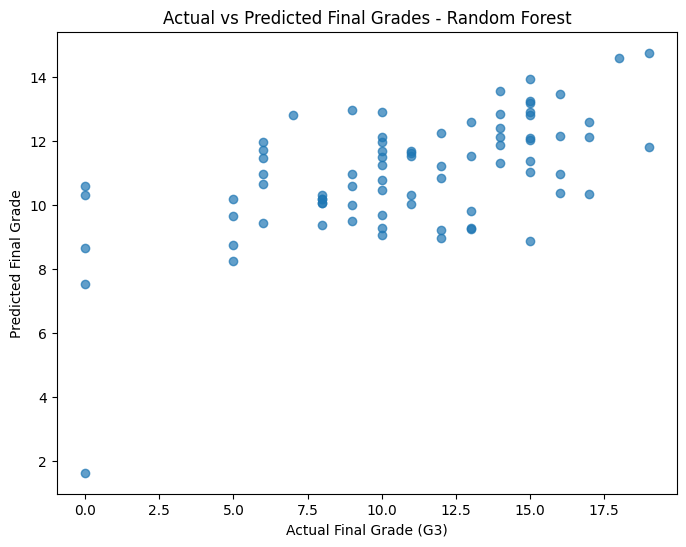 Actual vs Predicted Final Grades - Random Forest
14
12
10
8
6
4
2
Predicted Final Grade
0.0 2.5 5.0 7.5 10.0 12.5 15.0 17.5
Actual Final Grade (G3)